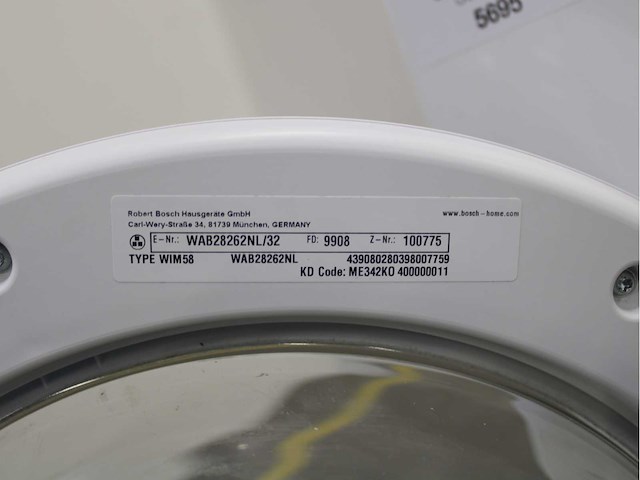 5695
Robert Bosch Hausgeräte GmbH www.bosch-home.com
Carl-Wery-Straße 34, 81739 München, GERMANY
E-Nr.: WAB28262NL/32 FD: 9908 Z-Nr.: 100775
TYPE WIM58 WAB28262NL 439080280398007759
KD Code: ME342KO 400000011